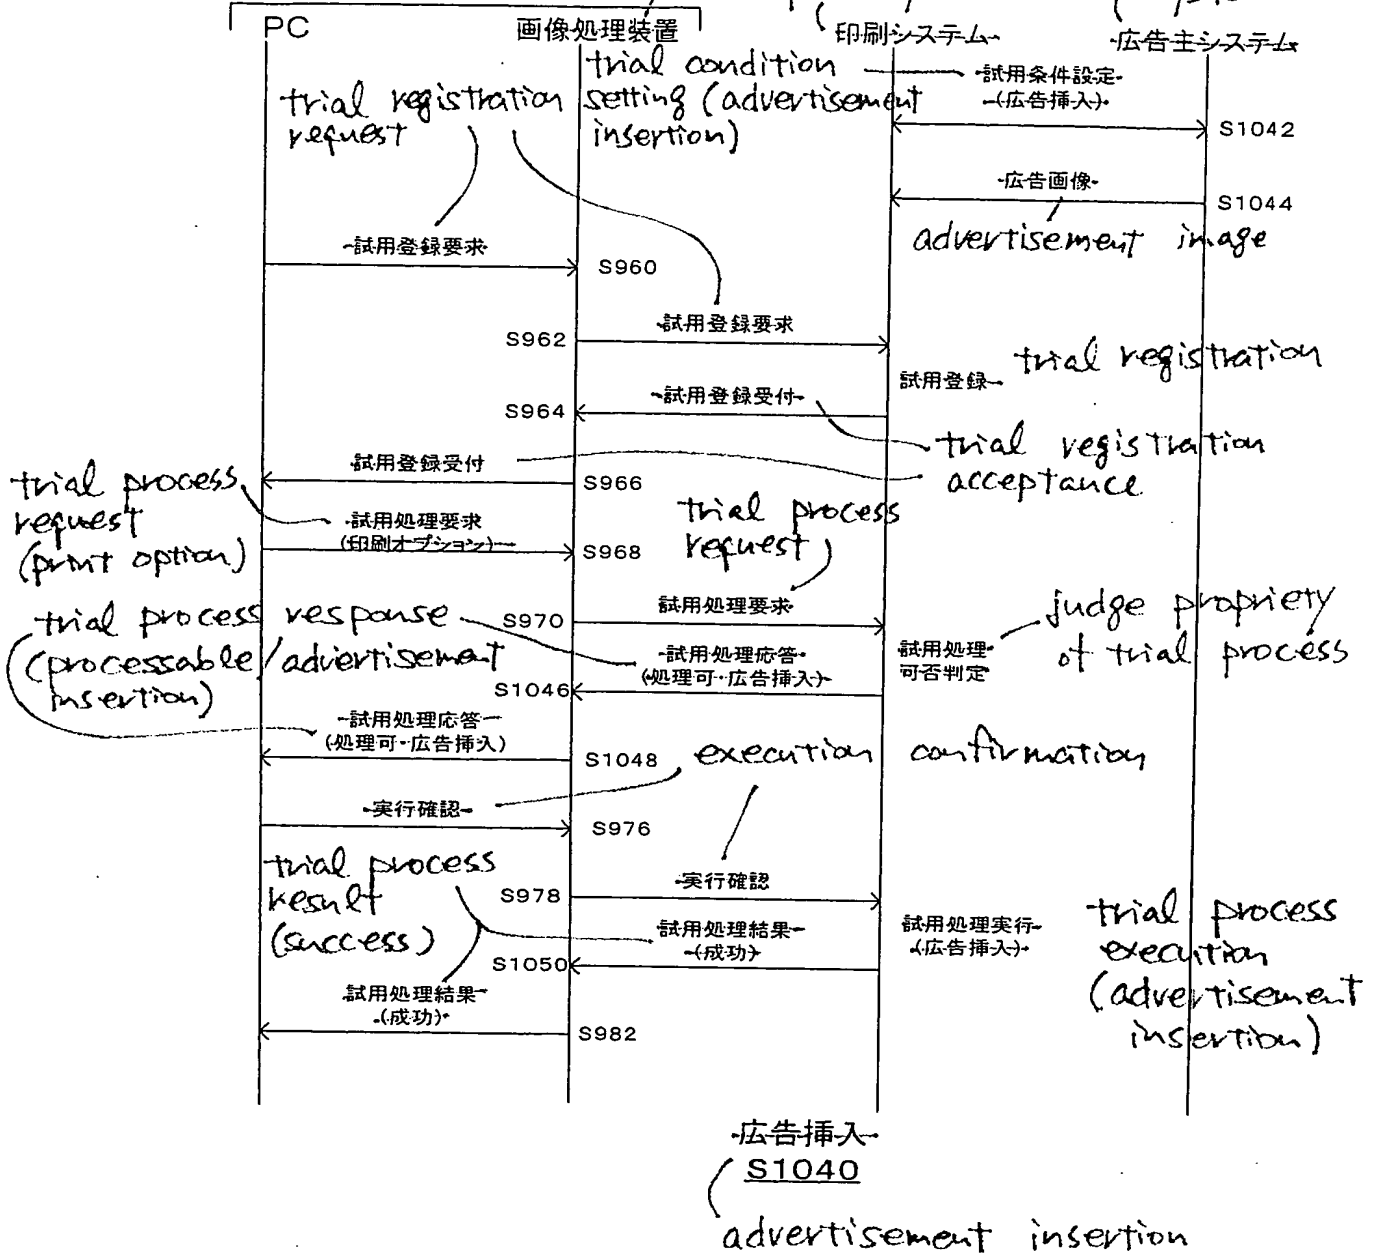 PC
画像処理装置
印刷システム
広告主システム
trial condition
setting (advertisement
insertion)
試用条件設定
(広告挿入)
S1042
trial registration
request
広告画像
S1044
advertisement image
試用登録要求
S960
試用登録要求
S962
試用登録
trial registration
試用登録受付
S964
trial registration
acceptance
試用登録受付
S966
trial process
request
(print option)
試用処理要求
(印刷オプション)
S968
trial process
request
試用処理要求
S970
judge propriety
of trial process
試用処理
可否判定
trial process response
(processable/advertisement
insertion)
試用処理応答
(処理可・広告挿入)
S1046
試用処理応答
(処理可・広告挿入)
S1048
execution confirmation
実行確認
S976
実行確認
S978
trial process
result
(success)
試用処理結果
(成功)
S1050
試用処理実行
(広告挿入)
trial process
execution
(advertisement
insertion)
試用処理結果
(成功)
S982
広告挿入
S1040
advertisement insertion